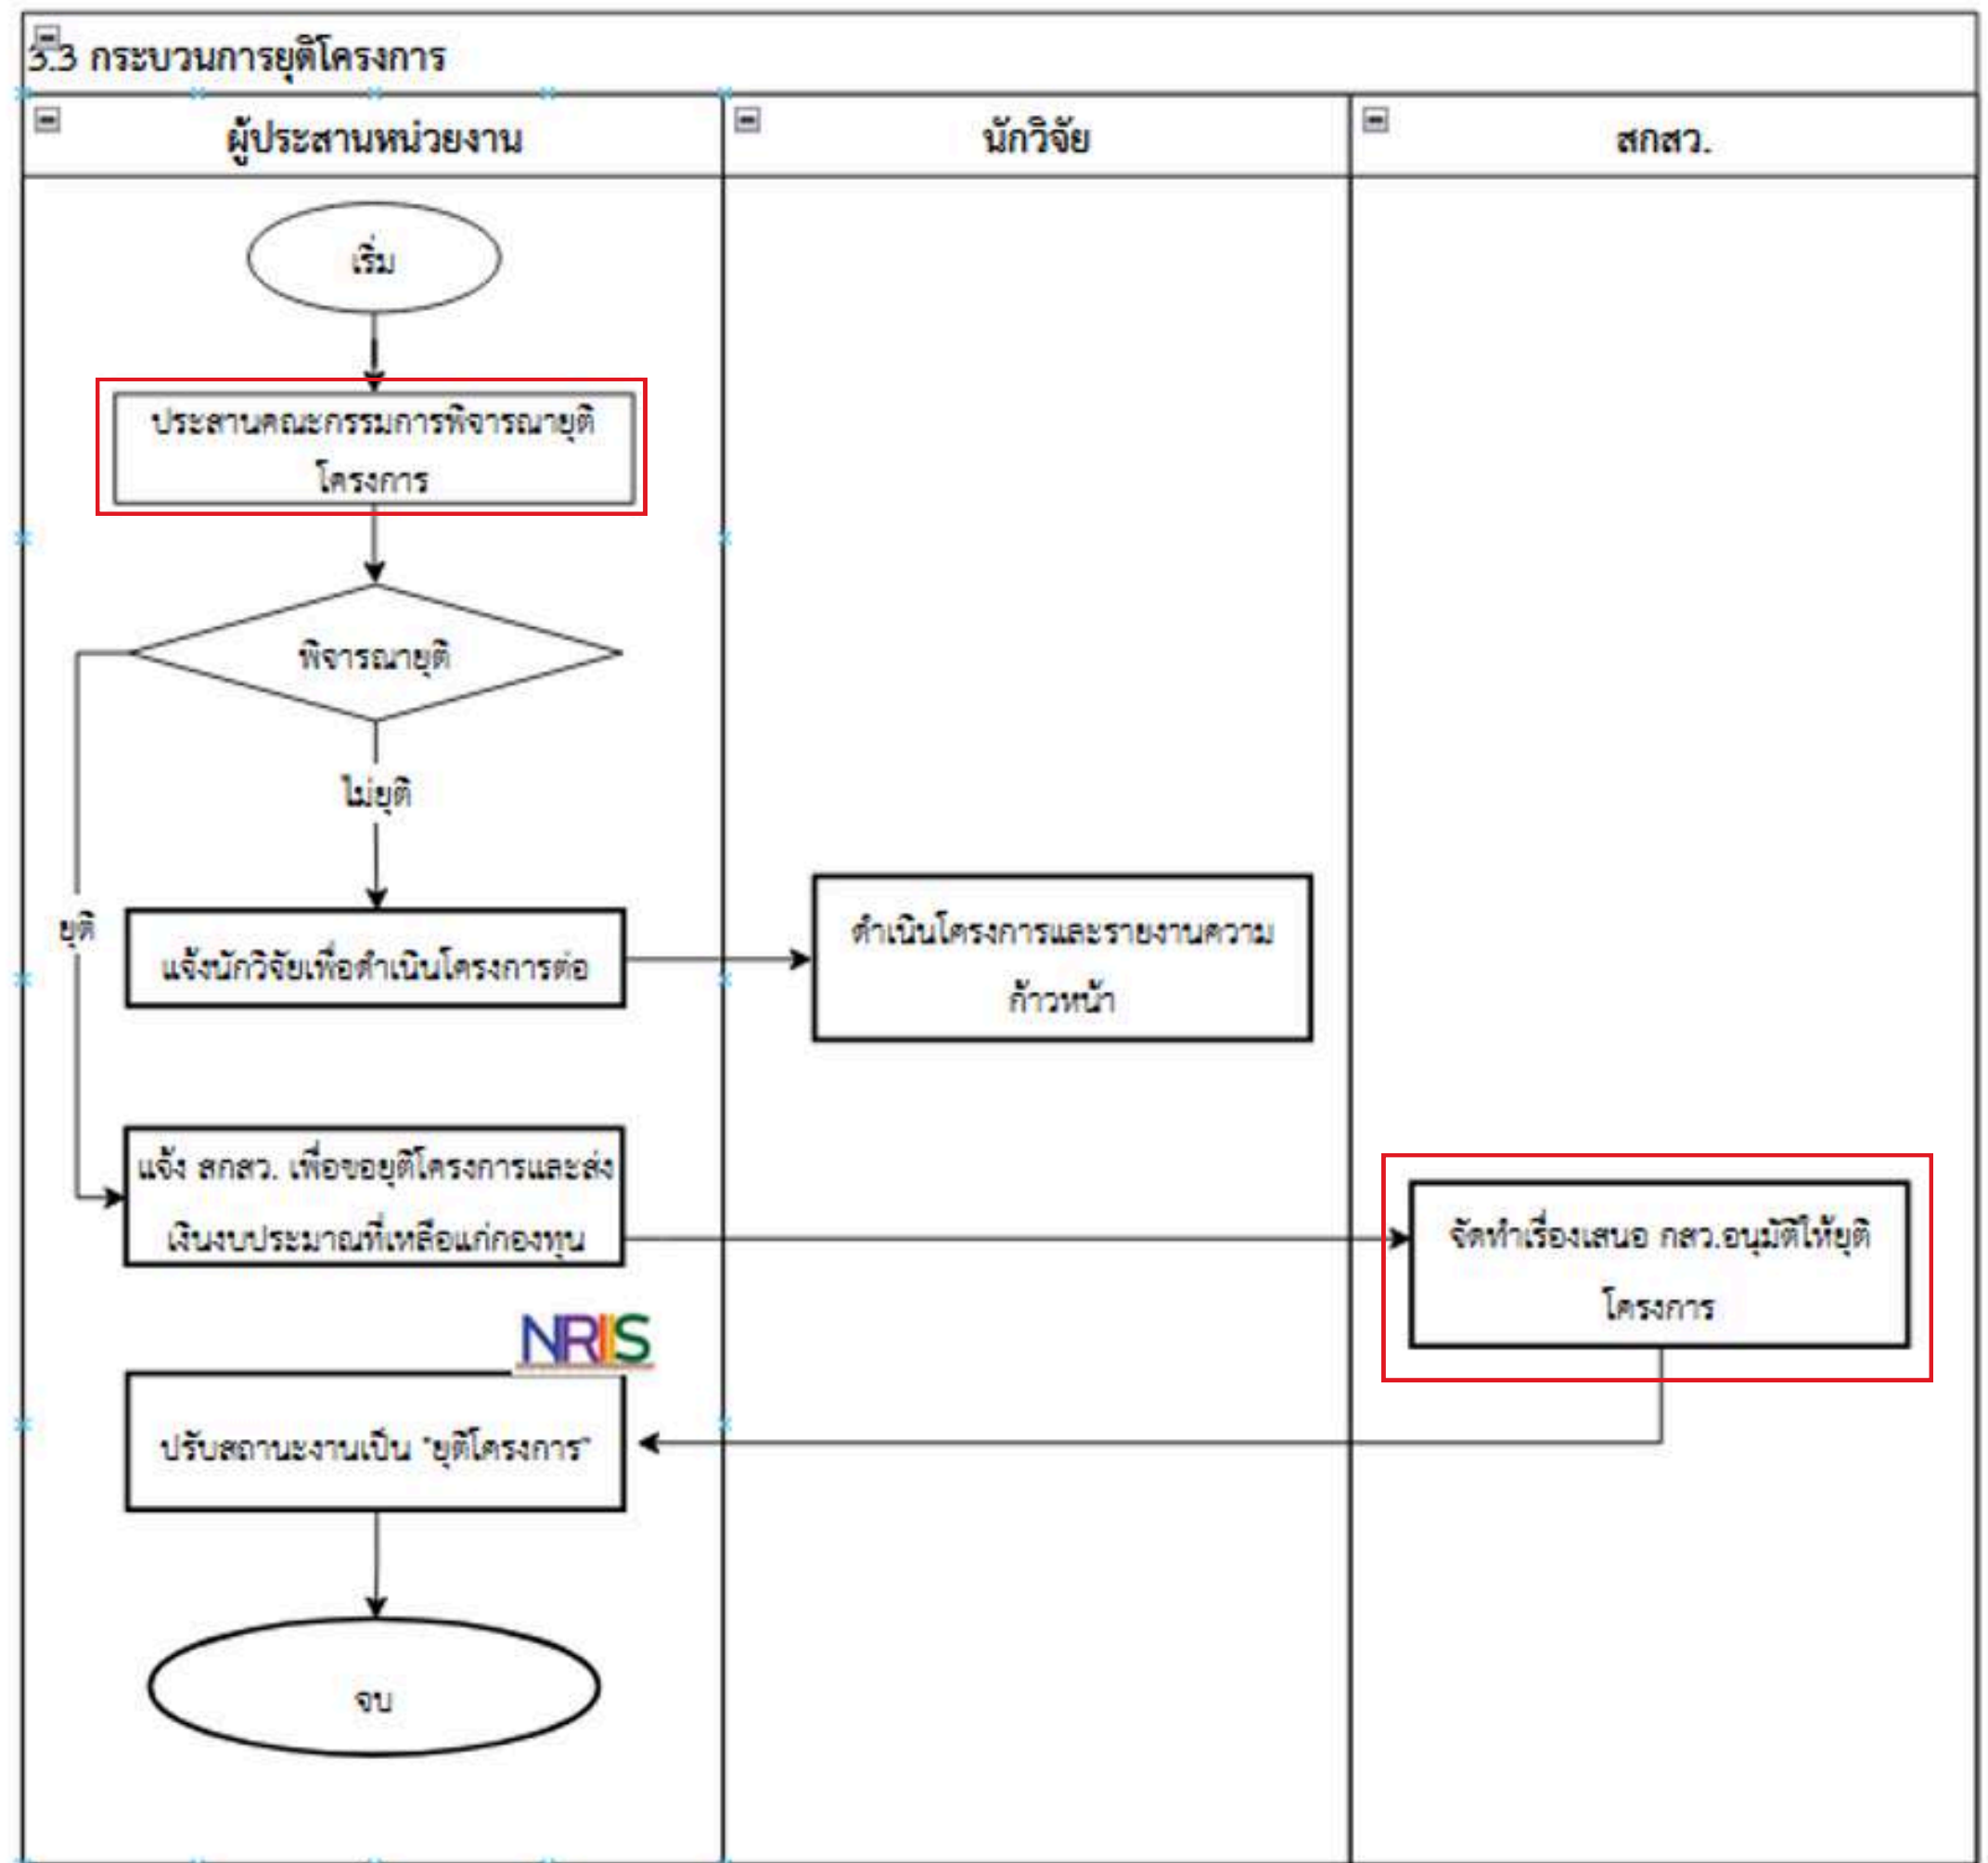 3.3 กระบวนการยุติโครงการ
ผู้ประสานหน่วยงาน
นักวิจัย
สกสว.
เริ่ม
ประสานคณะกรรมการพิจารณายุติ
โครงการ
พิจารณายุติ
ไม่ยุติ
ยุติ
แจ้งนักวิจัยเพื่อดำเนินโครงการต่อ
ดำเนินโครงการและรายงานความ
ก้าวหน้า
แจ้ง สกสว. เพื่อขอยุติโครงการและส่ง
เงินงบประมาณที่เหลือแก่กองทุน
จัดทำเรื่องเสนอ กสว.อนุมัติให้ยุติ
โครงการ
NRIIS
ปรับสถานะงานเป็น "ยุติโครงการ"
จบ